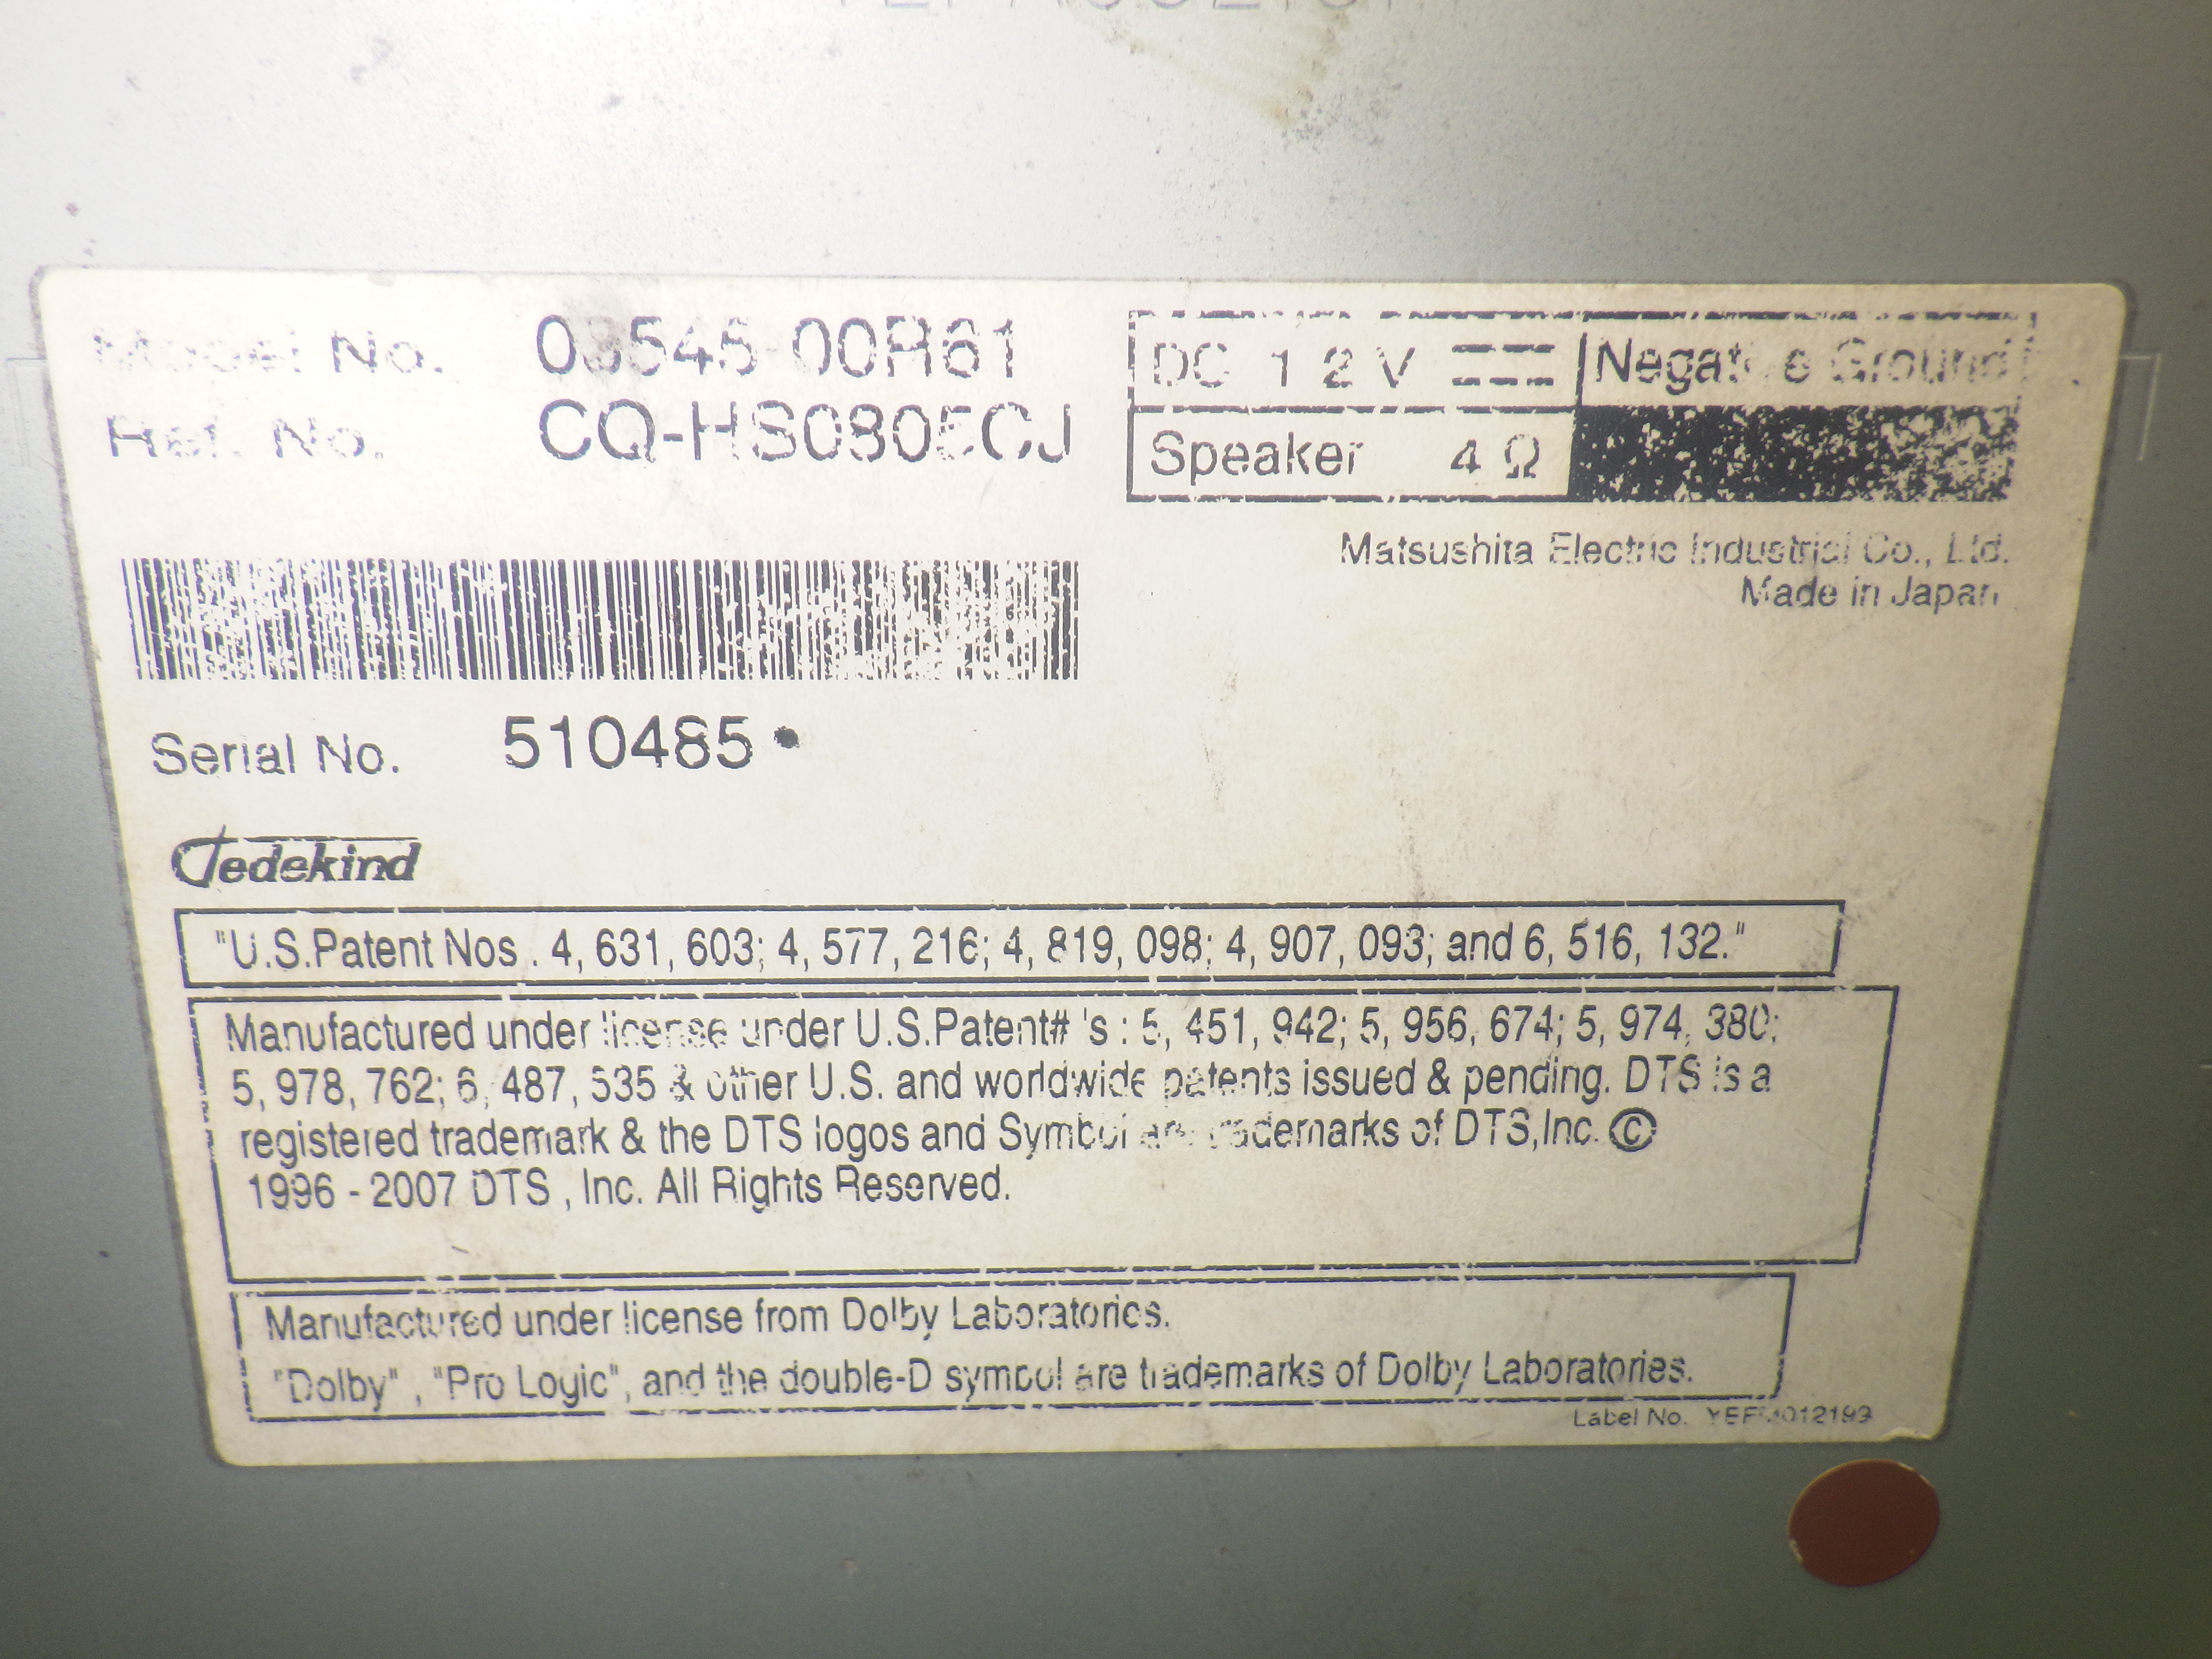 Model No. 08545-00R61
Ref. No. CQ-HS0805CJ
DC 12V Negative Ground
Speaker 4 Ω
Matsushita Electric Industrial Co., Ltd.
Made in Japan
Serial No. 510485 •
Gedekind
"U.S.Patent Nos . 4, 631, 603; 4, 577, 216; 4, 819, 098; 4, 907, 093; and 6, 516, 132."
Manufactured under license under U.S.Patent# 's : 5, 451, 942; 5, 956, 674; 5, 974, 380;
5, 978, 762; 6, 487, 535 & other U.S. and worldwide patents issued & pending. DTS is a
registered trademark & the DTS logos and Symbol are trademarks of DTS,Inc. ©
1996 - 2007 DTS , Inc. All Rights Reserved.
Manufactured under license from Dolby Laboratories.
"Dolby" , "Pro Logic", and the double-D symbol are trademarks of Dolby Laboratories.
Label No.